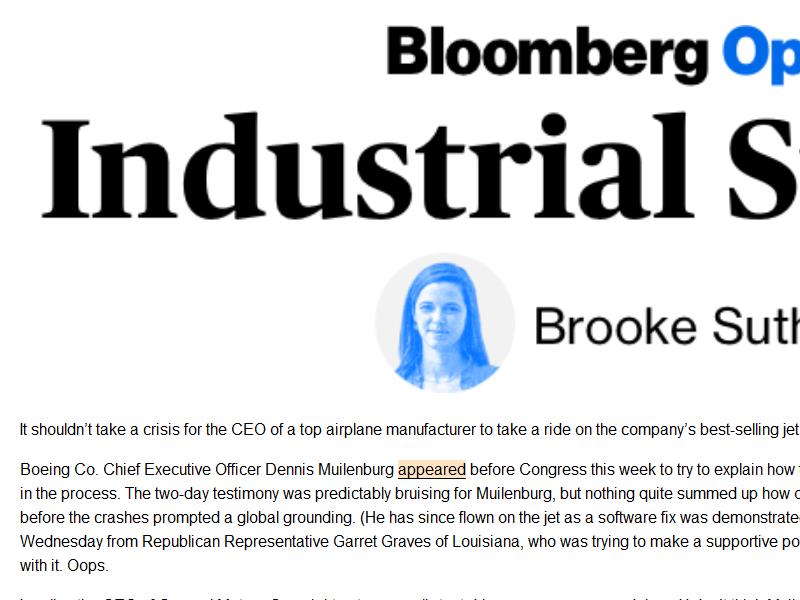 Bloomberg Op
Industrial S
Brooke Suth
It shouldn’t take a crisis for the CEO of a top airplane manufacturer to take a ride on the company’s best-selling jet
Boeing Co. Chief Executive Officer Dennis Muilenburg appeared before Congress this week to try to explain how
in the process. The two-day testimony was predictably bruising for Muilenburg, but nothing quite summed up how
before the crashes prompted a global grounding. (He has since flown on the jet as a software fix was demonstrate
Wednesday from Republican Representative Garret Graves of Louisiana, who was trying to make a supportive po
with it. Oops.